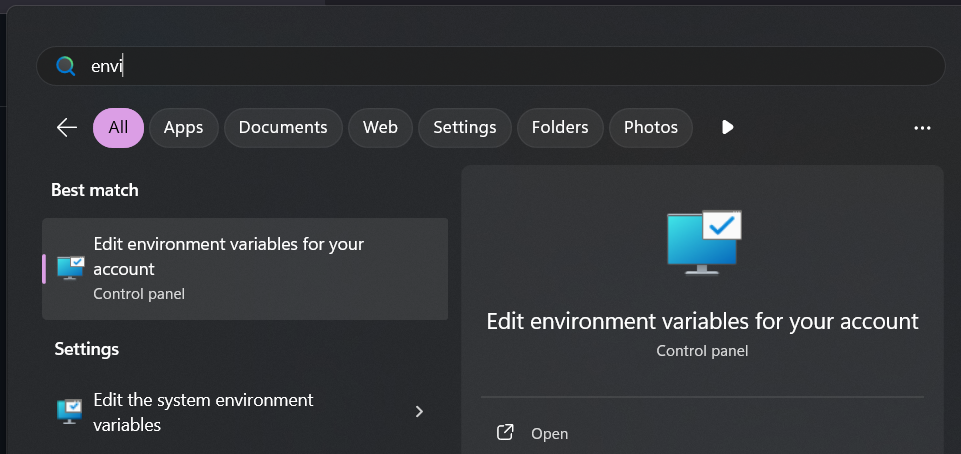 envi
All Apps Documents Web Settings Folders Photos
Best match
Edit environment variables for your
account
Control panel
Settings
Edit the system environment
variables
Edit environment variables for your account
Control panel
Open